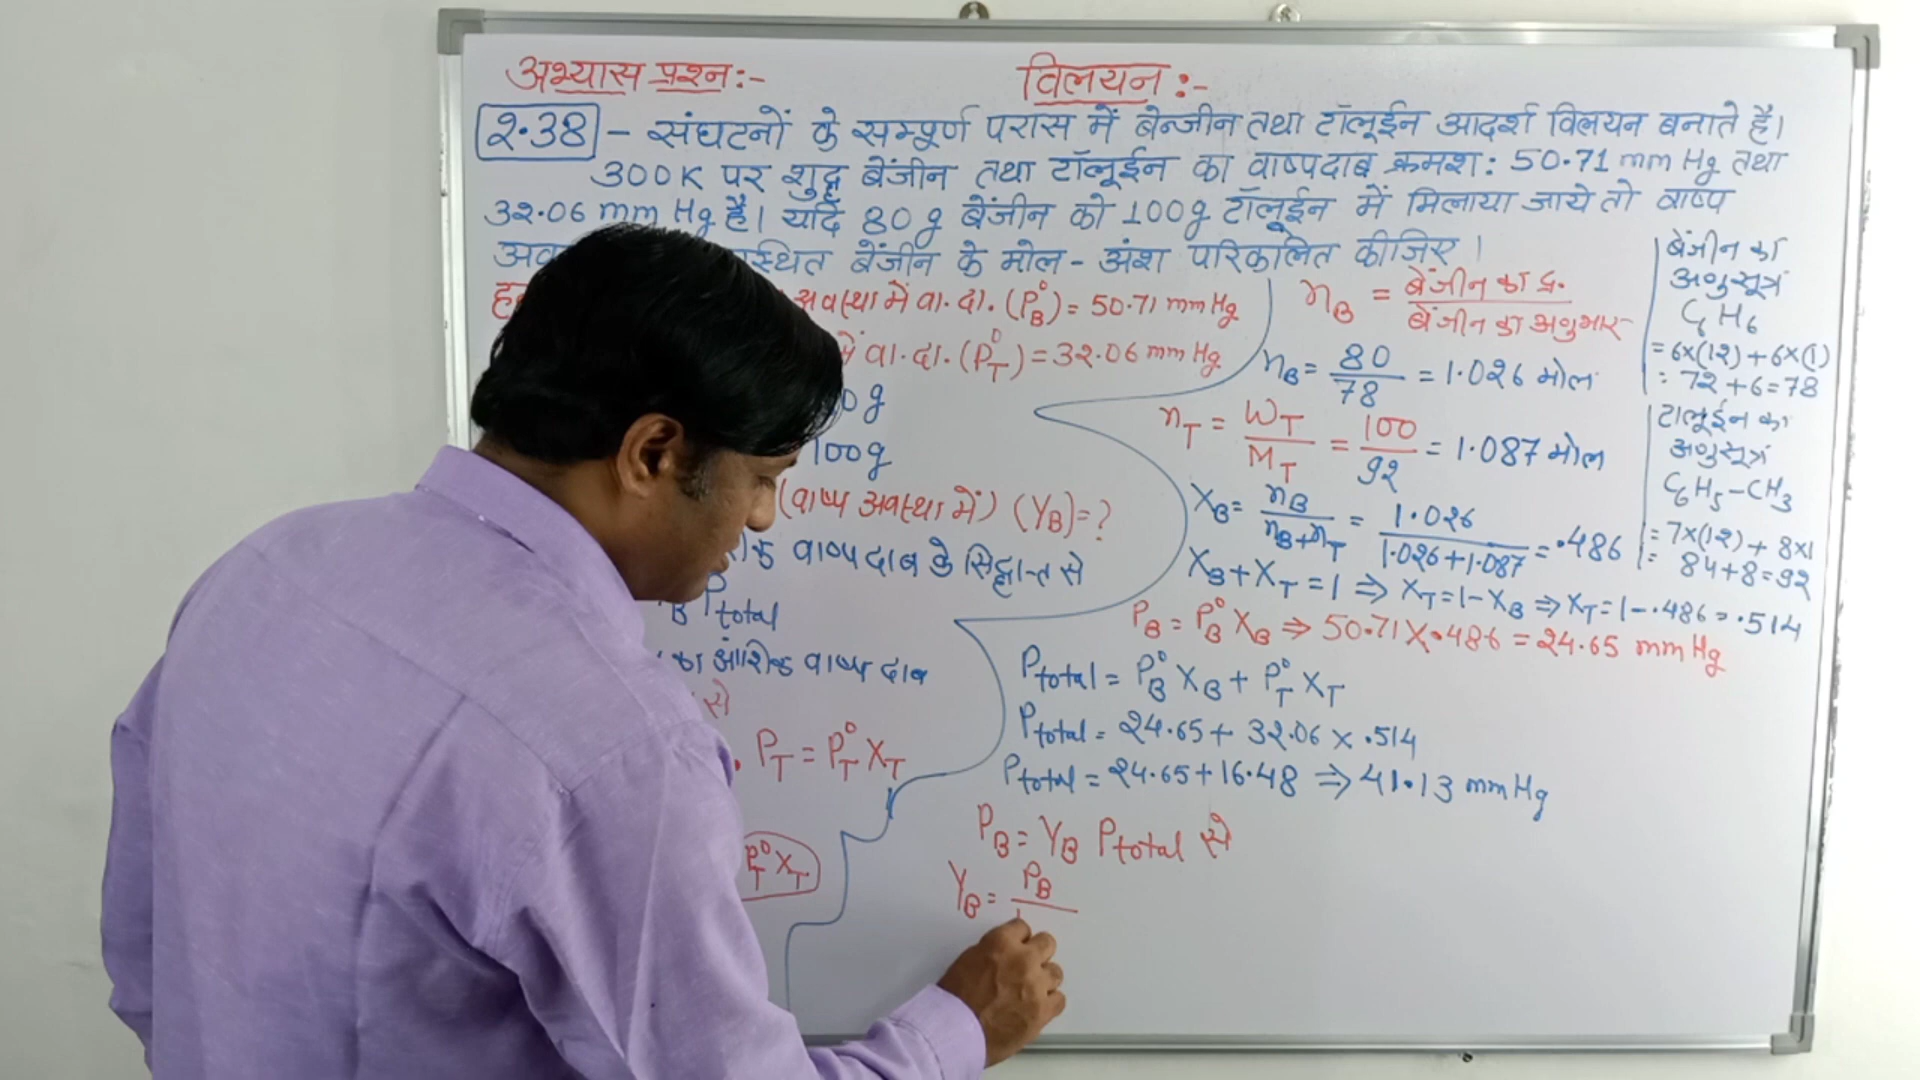 अभ्यास प्रश्न:-
विलयन:-
2.38 - संघटनों के सम्पूर्ण परास में बेन्जीन तथा टॉलूईन आदर्श विलयन बनाते है।
300K पर शुद्ध बेंजीन तथा टॉलूईन का वाष्पदाब क्रमश: 50.71 mm Hg तथा
32.06 mm Hg है। यदि 80 g बेंजीन को 100g टॉलूईन में मिलाया जाये तो वाष्प
बेंजीन के मोल-अंश परिकलित कीजिए।
अवस्था में वा. दा. (P°B) = 50.71 mm Hg
में वा. दा. (P°T) = 32.06 mm Hg
0 g
100g
(वाष्प अवस्था में) (YB)=?
वाष्प दाब के सिद्धान्त से
B Ptotal
का आंशिक वाष्प दाब
से
PT = P°T XT
P°T XT
nB = बेंजीन का द्र. / बेंजीन का अणुभार
nB = 80/78 = 1.026 मोल
nT = WT/MT = 100/92 = 1.087 मोल
XB = nB/nB+nT = 1.026/1.026+1.087 = .486
XB + XT = 1 ⇒ XT = 1-XB ⇒ XT = 1-.486 = .514
PB = P°B XB ⇒ 50.71 X .486 = 24.65 mm Hg
Ptotal = P°B XB + P°T XT
Ptotal = 24.65 + 32.06 x .514
Ptotal = 24.65 + 16.48 ⇒ 41.13 mm Hg
PB = YB Ptotal से
YB = PB
बेंजीन का
अणुसूत्र
C6H6
= 6x(12) + 6x(1)
= 72+6=78
टालूईन का
अणुसूत्र
C6H5-CH3
= 7x(12) + 8x1
= 84+8=92